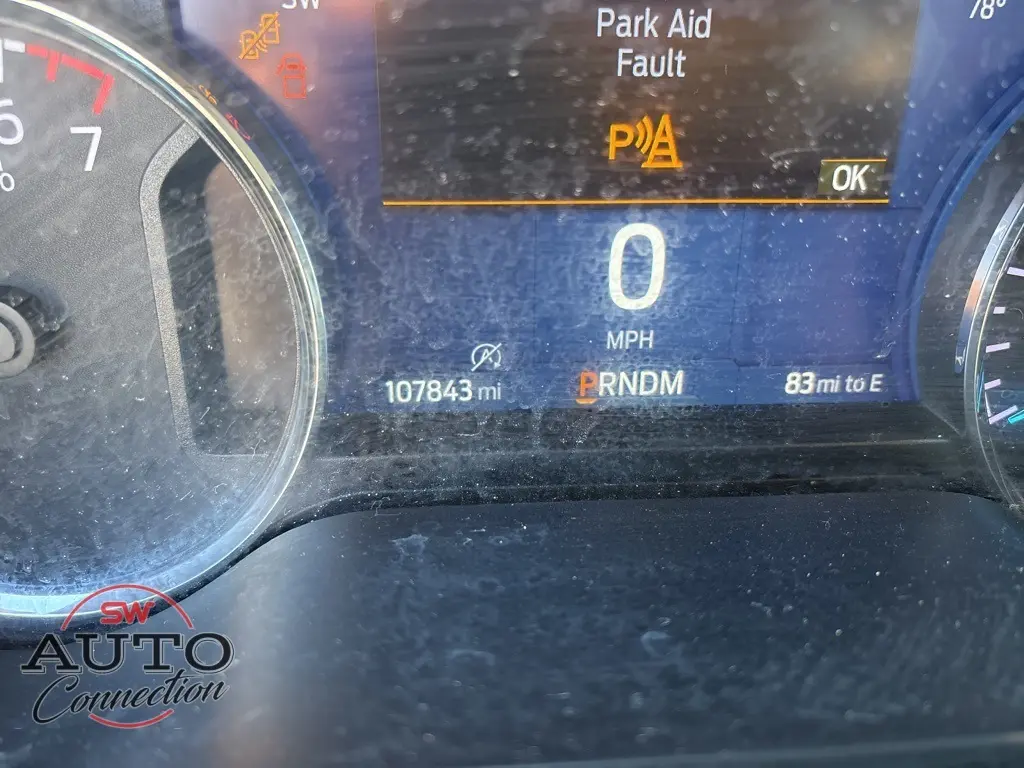 SW
78°
Park Aid
Fault
P
OK
6
7
%
0
MPH
107843 mi
PRNDM
83 mi to E
SW
AUTO
Connection